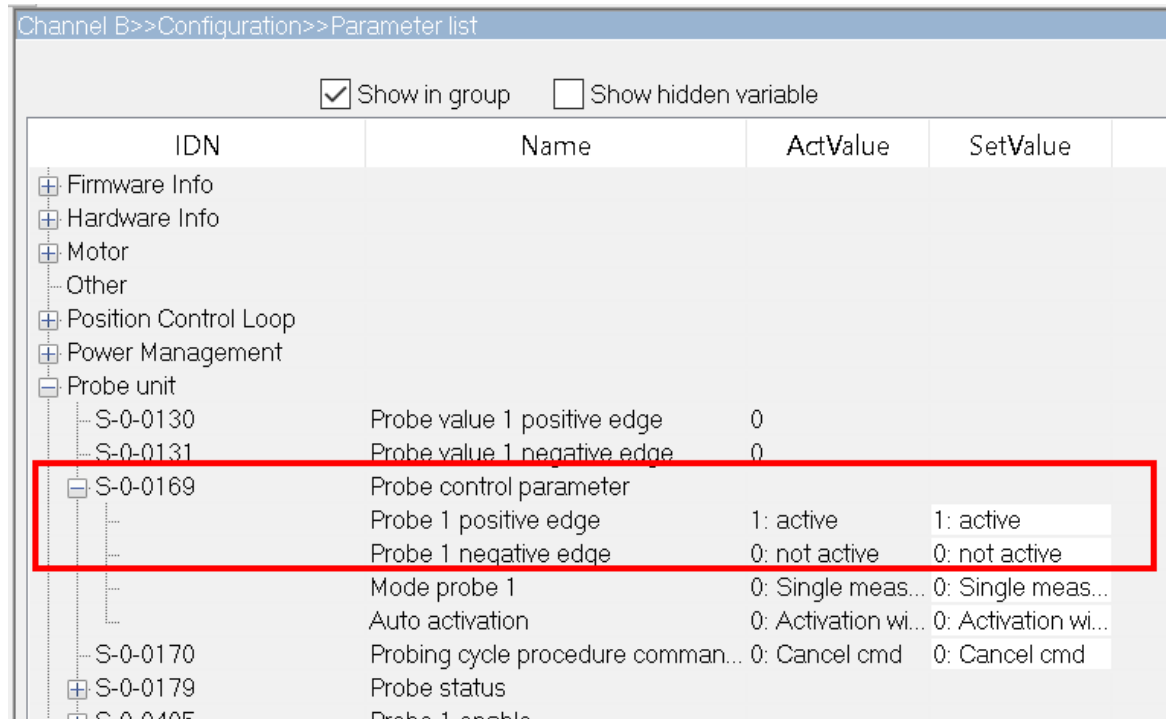 Channel B>>Configuration>>Parameter list
Show in group Show hidden variable
IDN Name ActValue SetValue
Firmware Info
Hardware Info
Motor
Other
Position Control Loop
Power Management
Probe unit
S-0-0130 Probe value 1 positive edge 0
S-0-0131 Probe value 1 negative edge 0
S-0-0169 Probe control parameter
Probe 1 positive edge 1: active 1: active
Probe 1 negative edge 0: not active 0: not active
Mode probe 1 0: Single meas... 0: Single meas...
Auto activation 0: Activation wi... 0: Activation wi...
S-0-0170 Probing cycle procedure comman... 0: Cancel cmd 0: Cancel cmd
S-0-0179 Probe status
S-0-0405 Probe 1 enable